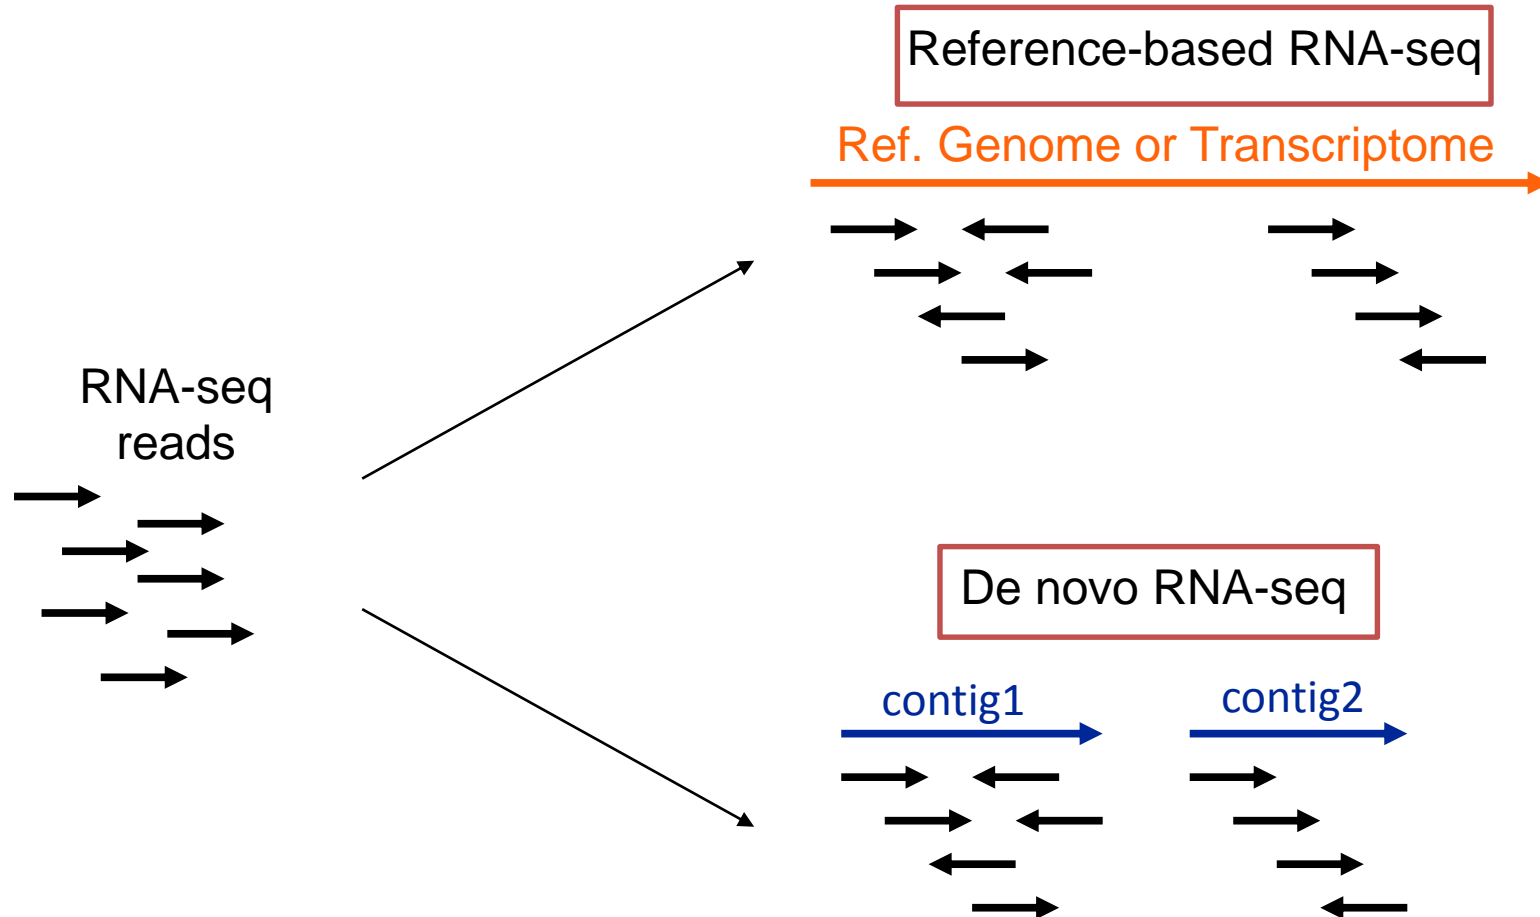 Reference-based RNA-seq
Ref. Genome or Transcriptome
RNA-seq
reads
De novo RNA-seq
contig1
contig2